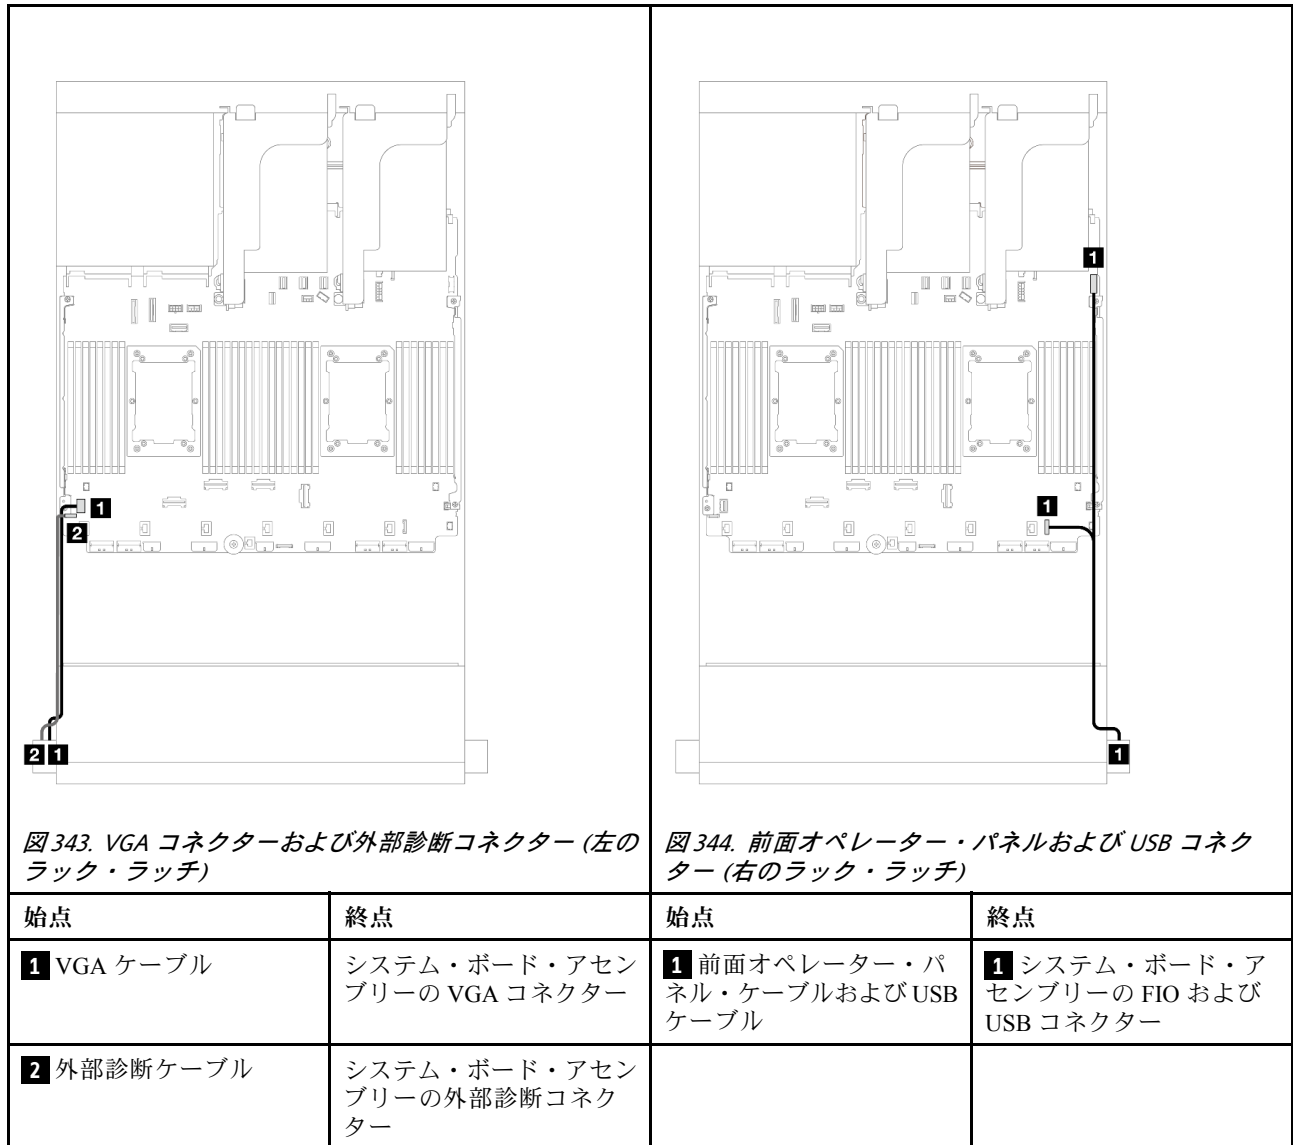 1
2
2 1
図 343. VGA コネクターおよび外部診断コネクター (左の
ラック・ラッチ)
1
1
1
図 344. 前面オペレーター・パネルおよび USB コネク
ター (右のラック・ラッチ)
始点
終点
始点
終点
1 VGA ケーブル
システム・ボード・アセン
ブリーの VGA コネクター
1 前面オペレーター・パ
ネル・ケーブルおよび USB
ケーブル
1 システム・ボード・ア
センブリーの FIO および
USB コネクター
2 外部診断ケーブル
システム・ボード・アセン
ブリーの外部診断コネク
ター